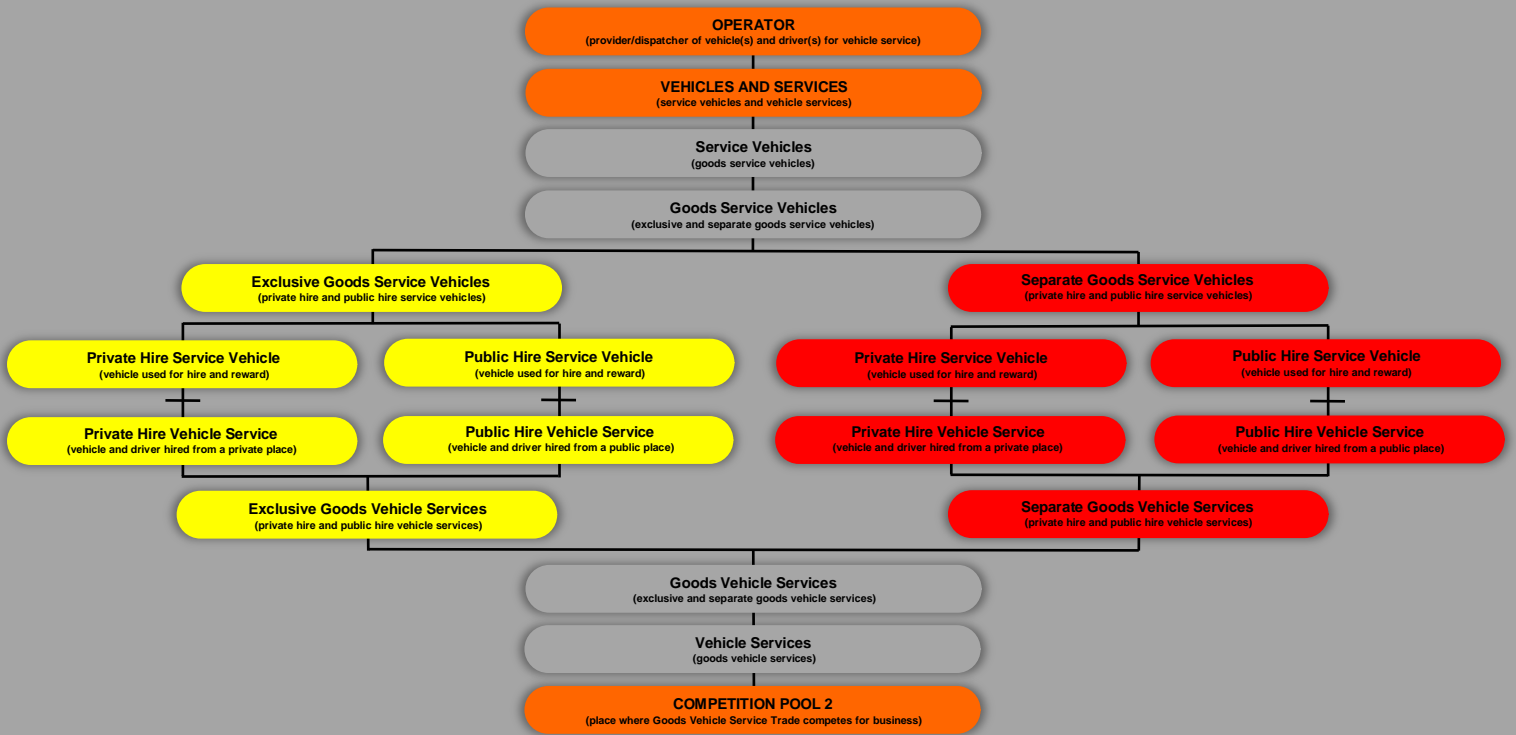 OPERATOR
(provider/dispatcher of vehicle(s) and driver(s) for vehicle service)
VEHICLES AND SERVICES
(service vehicles and vehicle services)
Service Vehicles
(goods service vehicles)
Goods Service Vehicles
(exclusive and separate goods service vehicles)
Exclusive Goods Service Vehicles
(private hire and public hire service vehicles)
Separate Goods Service Vehicles
(private hire and public hire service vehicles)
Private Hire Service Vehicle
(vehicle used for hire and reward)
Public Hire Service Vehicle
(vehicle used for hire and reward)
Private Hire Service Vehicle
(vehicle used for hire and reward)
Public Hire Service Vehicle
(vehicle used for hire and reward)
Private Hire Vehicle Service
(vehicle and driver hired from a private place)
Public Hire Vehicle Service
(vehicle and driver hired from a public place)
Private Hire Vehicle Service
(vehicle and driver hired from a private place)
Public Hire Vehicle Service
(vehicle and driver hired from a public place)
Exclusive Goods Vehicle Services
(private hire and public hire vehicle services)
Separate Goods Vehicle Services
(private hire and public hire vehicle services)
Goods Vehicle Services
(exclusive and separate goods vehicle services)
Vehicle Services
(goods vehicle services)
COMPETITION POOL 2
(place where Goods Vehicle Service Trade competes for business)